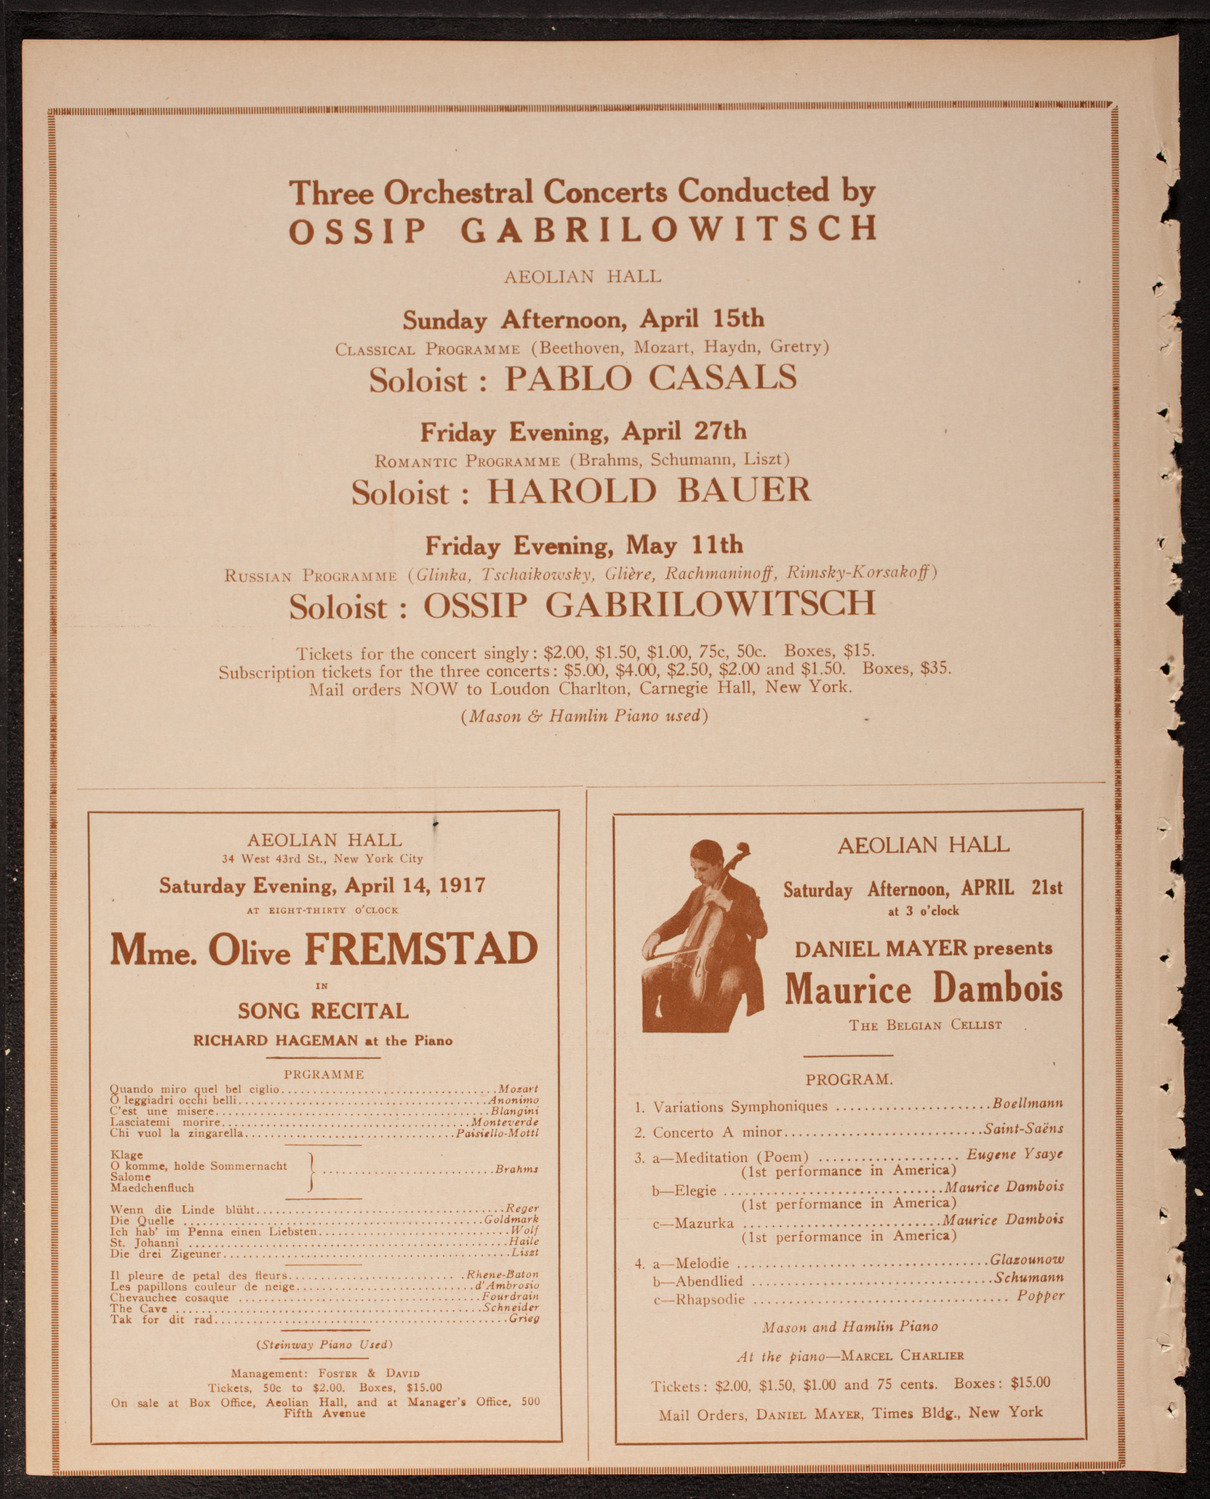 Three Orchestral Concerts Conducted by
OSSIP GABRILOWITSCH
AEOLIAN HALL
Sunday Afternoon, April 15th
CLASSICAL PROGRAMME (Beethoven, Mozart, Haydn, Gretry)
Soloist : PABLO CASALS
Friday Evening, April 27th
ROMANTIC PROGRAMME (Brahms, Schumann, Liszt)
Soloist : HAROLD BAUER
Friday Evening, May 11th
RUSSIAN PROGRAMME (Glinka, Tschaikowsky, Glière, Rachmaninoff, Rimsky-Korsakoff)
Soloist : OSSIP GABRILOWITSCH
Tickets for the concert singly: $2.00, $1.50, $1.00, 75c, 50c. Boxes, $15.
Subscription tickets for the three concerts: $5.00, $4.00, $2.50, $2.00 and $1.50. Boxes, $35.
Mail orders NOW to Loudon Charlton, Carnegie Hall, New York.
(Mason & Hamlin Piano used)
AEOLIAN HALL
34 West 43rd St., New York City
Saturday Evening, April 14, 1917
AT EIGHT-THIRTY O'CLOCK
Mme. Olive FREMSTAD
IN
SONG RECITAL
RICHARD HAGEMAN at the Piano
PRGRAMME
Quando miro quel bel ciglio.......Mozart
O leggiadri occhi belli.......Anonimo
C'est une misere.......Blangini
Lasciatemi morire.......Monteverde
Chi vuol la zingarella.......Paisiello-Mottl
Klage
O komme, holde Sommernacht
Salome
Maedchenfluch
.......Brahms
Wenn die Linde blüht.......Reger
Die Quelle .......Goldmark
Ich hab' im Penna einen Liebsten.......Wolf
St. Johanni .......Haile
Die drei Zigeuner.......Liszt
Il pleure de petal des fleurs.......Rhene-Baton
Les papillons couleur de neige.......d'Ambrosio
Chevauchee cosaque .......Fourdrain
The Cave .......Schneider
Tak for dit rad.......Grieg
(Steinway Piano Used)
Management: FOSTER & DAVID
Tickets, 50c to $2.00. Boxes, $15.00
On sale at Box Office, Aeolian Hall, and at Manager's Office, 500
Fifth Avenue
AEOLIAN HALL
Saturday Afternoon, APRIL 21st
at 3 o'clock
DANIEL MAYER presents
Maurice Dambois
THE BELGIAN CELLIST
PROGRAM.
1. Variations Symphoniques .......Boellmann
2. Concerto A minor.......Saint-Saëns
3. a—Meditation (Poem) .......Eugene Ysaye
(1st performance in America)
b—Elegie .......Maurice Dambois
(1st performance in America)
c—Mazurka .......Maurice Dambois
(1st performance in America)
4. a—Melodie .......Glazounow
b—Abendlied .......Schumann
c—Rhapsodie .......Popper
Mason and Hamlin Piano
At the piano—MARCEL CHARLIER
Tickets: $2.00, $1.50, $1.00 and 75 cents. Boxes: $15.00
Mail Orders, DANIEL MAYER, Times Bldg., New York